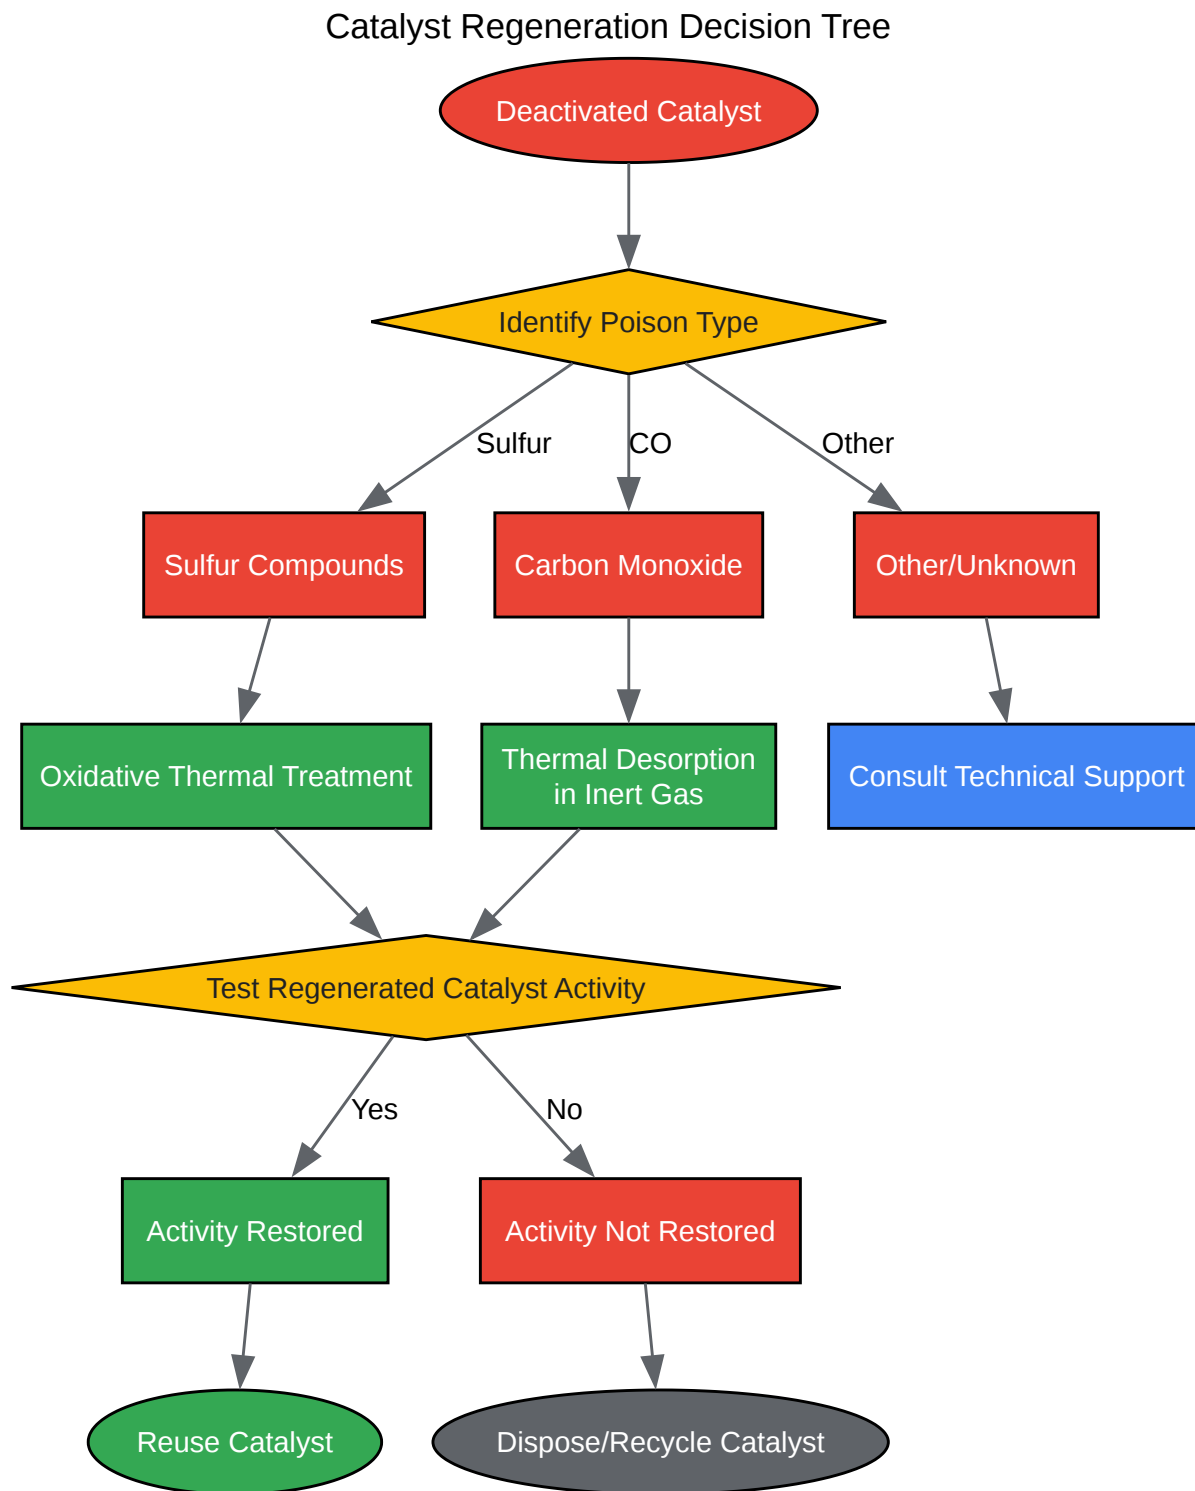 Catalyst Regeneration Decision Tree
Deactivated Catalyst
Identify Poison Type
Sulfur
CO
Other
Sulfur Compounds
Carbon Monoxide
Other/Unknown
Oxidative Thermal Treatment
Thermal Desorption
in Inert Gas
Consult Technical Support
Test Regenerated Catalyst Activity
Yes
No
Activity Restored
Activity Not Restored
Reuse Catalyst
Dispose/Recycle Catalyst